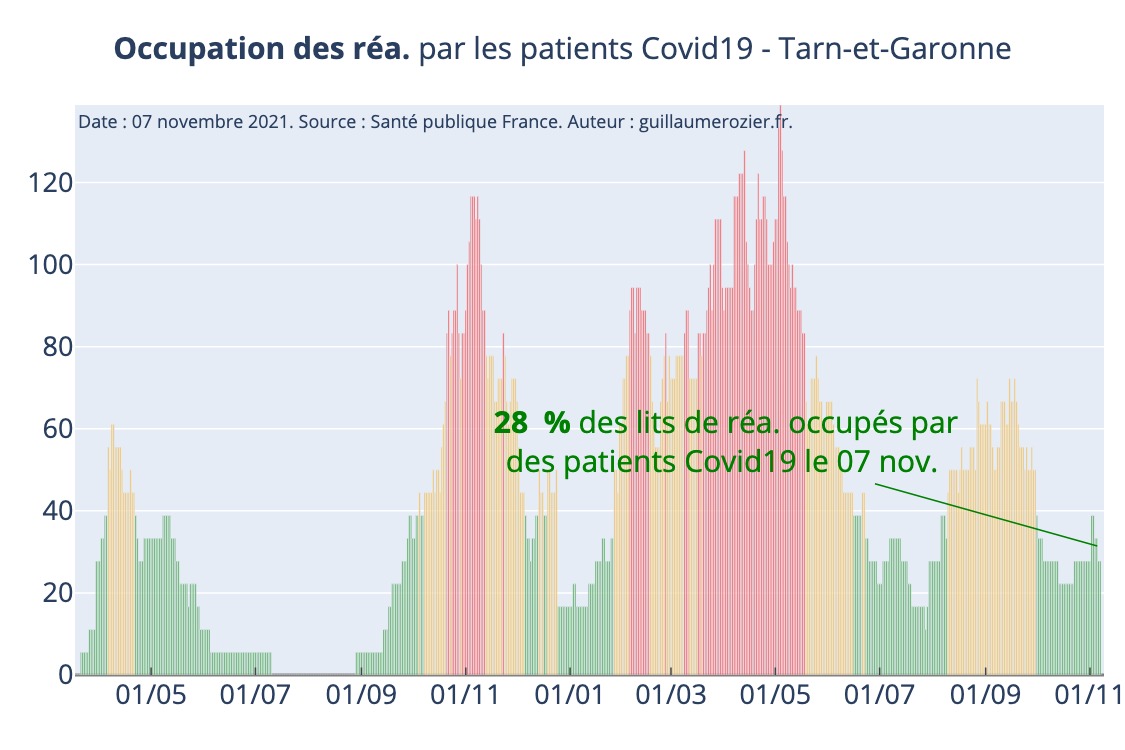 Occupation des réa. par les patients Covid19 - Tarn-et-Garonne
Date : 07 novembre 2021. Source : Santé publique France. Auteur : guillaumerozier.fr.
120
100
80
60
40
20
0
28 % des lits de réa. occupés par
des patients Covid19 le 07 nov.
01/05 01/07 01/09 01/11 01/01 01/03 01/05 01/07 01/09 01/11